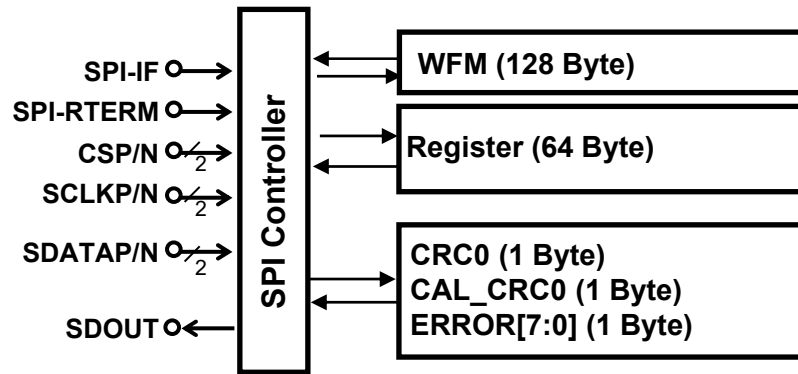 SPI-IF
SPI-RTERM
CSP/N
2
SCLKP/N
2
SDATAP/N
2
SDOUT
SPI Controller
WFM (128 Byte)
Register (64 Byte)
CRC0 (1 Byte)
CAL_CRC0 (1 Byte)
ERROR[7:0] (1 Byte)